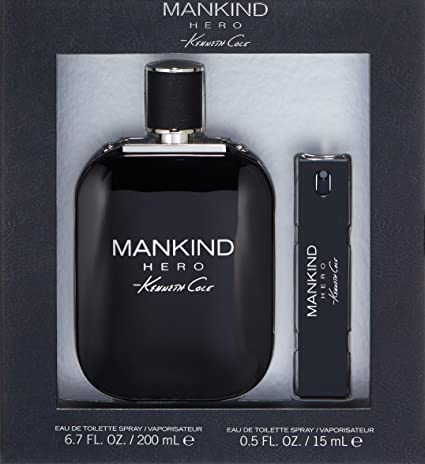 MANKIND
HERO
Kenneth Cole
MANKIND
HERO
Kenneth Cole
MANKIND
HERO
Kenneth Cole
EAU DE TOILETTE SPRAY / VAPORISATEUR
6.7 FL. OZ. / 200 mL ℮
EAU DE TOILETTE SPRAY / VAPORISATEUR
0.5 FL. OZ. / 15 mL ℮